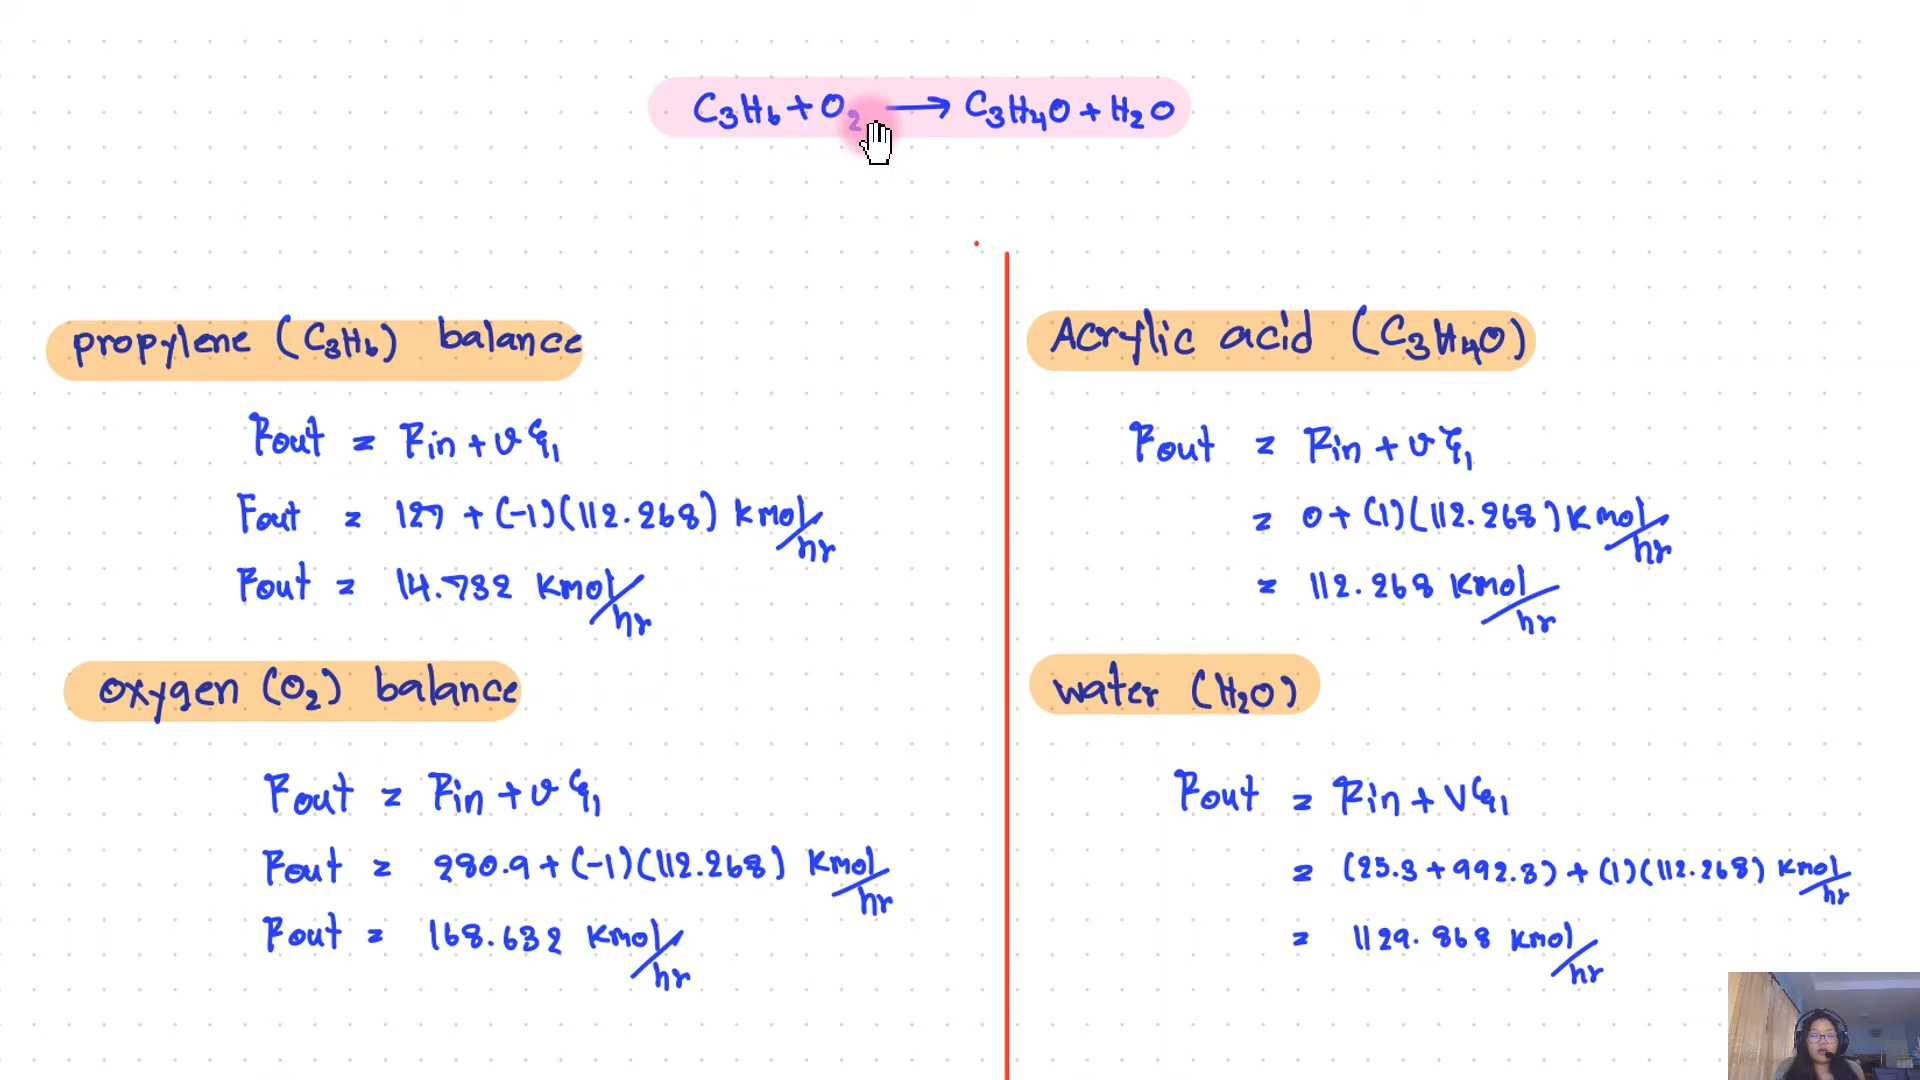 C₃H₆ + O₂ → C₃H₄O + H₂O
propylene (C₃H₆) balance
Fout = Fin + νξ₁
Fout = 127 + (-1)(112.268) kmol/hr
Fout = 14.732 kmol/hr
oxygen (O₂) balance
Fout = Fin + νξ₁
Fout = 280.9 + (-1)(112.268) kmol/hr
Fout = 168.632 kmol/hr
Acrylic acid (C₃H₄O)
Fout = Fin + νξ₁
= 0 + (1)(112.268) kmol/hr
= 112.268 kmol/hr
water (H₂O)
Fout = Fin + νξ₁
= (25.3 + 992.3) + (1)(112.268) kmol/hr
= 1129.868 kmol/hr